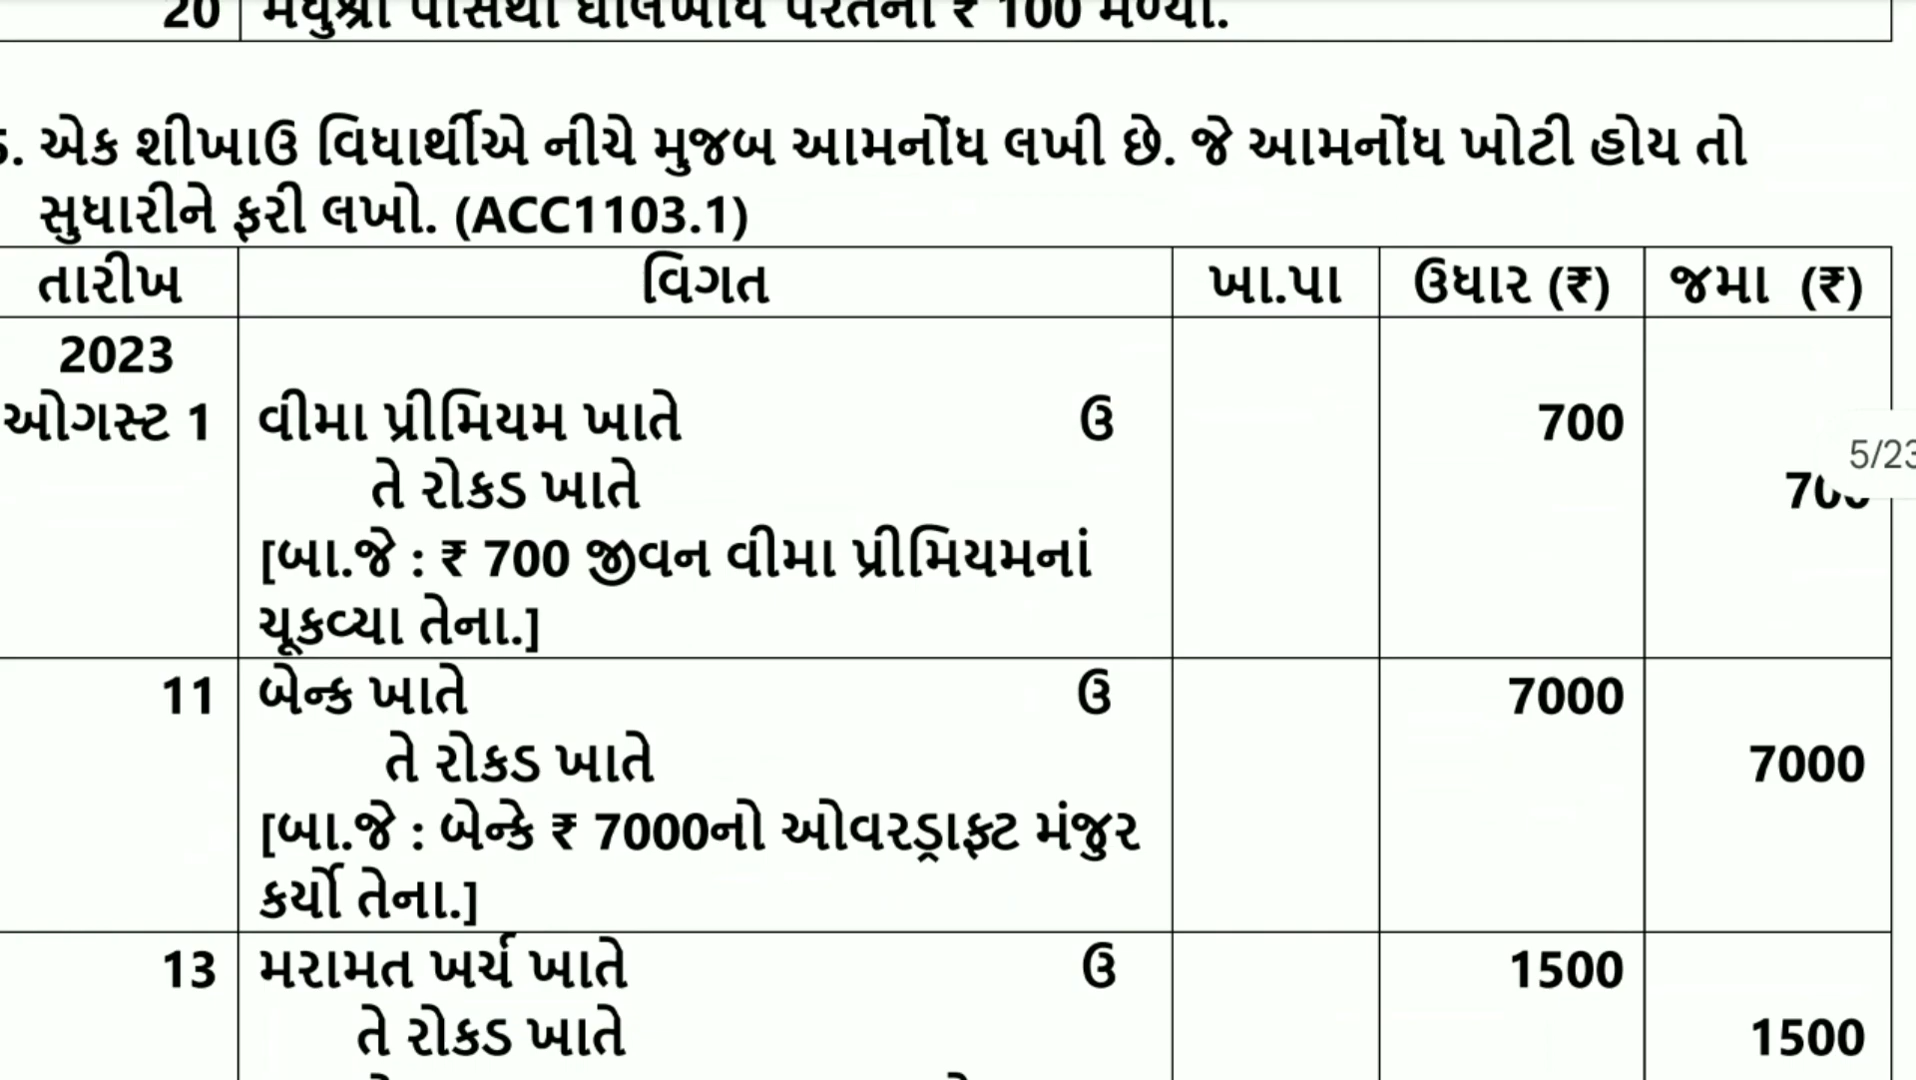 20 મધુશ્રી પાસેથી ઘાલખાધ પરતના ₹ 100 મળ્યા.
5. એક શીખાઉ વિધાર્થીએ નીચે મુજબ આમનોંધ લખી છે. જે આમનોંધ ખોટી હોય તો
સુધારીને ફરી લખો. (ACC1103.1)
તારીખ વિગત ખા.પા ઉધાર (₹) જમા (₹)
2023
ઓગસ્ટ 1 વીમા પ્રીમિયમ ખાતે ઉ 700
5/23
તે રોકડ ખાતે 700
[બા.જે : ₹ 700 જીવન વીમા પ્રીમિયમનાં
ચૂકવ્યા તેના.]
11 બેન્ક ખાતે ઉ 7000
તે રોકડ ખાતે 7000
[બા.જે : બેન્કે ₹ 7000નો ઓવરડ્રાફ્ટ મંજુર
કર્યો તેના.]
13 મરામત ખર્ચ ખાતે ઉ 1500
તે રોકડ ખાતે 1500